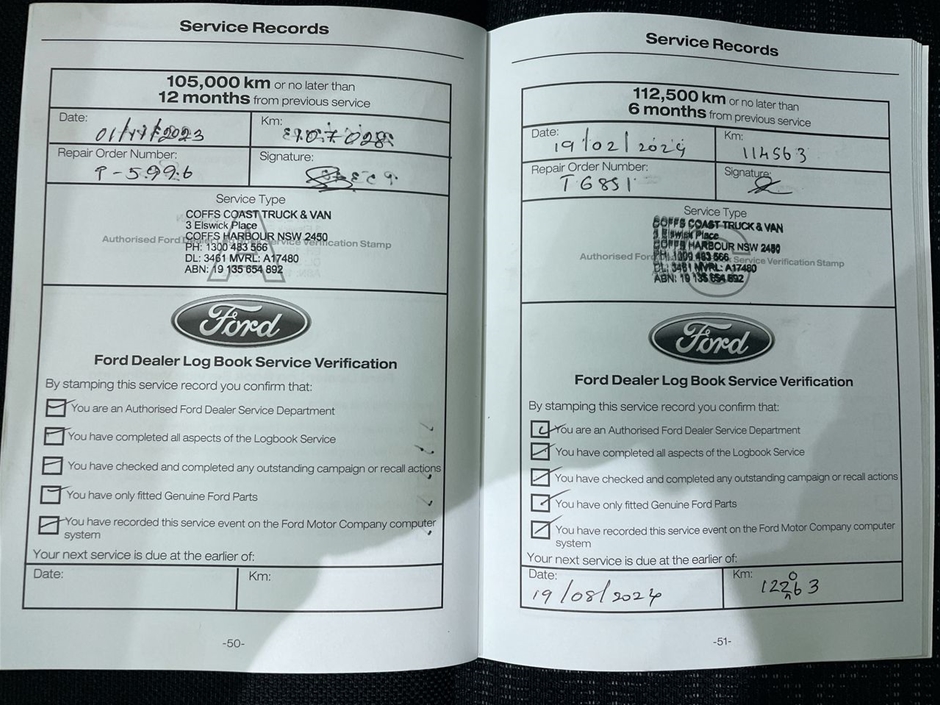 Service Records
105,000 km or no later than
12 months from previous service
Date:
Km:
Repair Order Number:
Signature:
Service Type
COFFS COAST TRUCK & VAN
3 Elswick Place
Authorised Ford Service Verification Stamp
COFFS HARBOUR NSW 2450
PH: 1300 483 566
DL: 3461 MVRL: A17480
ABN: 19 135 654 892
Ford
Ford Dealer Log Book Service Verification
By stamping this service record you confirm that:
You are an Authorised Ford Dealer Service Department
You have completed all aspects of the Logbook Service
You have checked and completed any outstanding campaign or recall actions
You have only fitted Genuine Ford Parts
You have recorded this service event on the Ford Motor Company computer
system
Your next service is due at the earlier of:
Date:
Km:
-50-
Service Records
112,500 km or no later than
6 months from previous service
Date: 19/02/2024
Km: 114563
Repair Order Number: T6851
Signature:
Service Type
COFFS COAST TRUCK & VAN
3 Elswick Place
COFFS HARBOUR NSW 2450
Authorised Ford Service Verification Stamp
PH: 1300 483 566
DL: 3461 MVRL: A17480
ABN: 19 135 654 892
Ford
Ford Dealer Log Book Service Verification
By stamping this service record you confirm that:
You are an Authorised Ford Dealer Service Department
You have completed all aspects of the Logbook Service
You have checked and completed any outstanding campaign or recall actions
You have only fitted Genuine Ford Parts
You have recorded this service event on the Ford Motor Company computer
system
Your next service is due at the earlier of:
Date: 19/08/2024
Km:
-51-